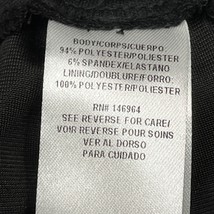 BODY/CORPS/CUERPO
94% POLYESTER/POLIESTER
6% SPANDEX/ELASTANO
LINING/DOUBLURE/FORRO:
100% POLYESTER/POLIESTER
RN# 146964
SEE REVERSE FOR CARE/
VOIR REVERSE POUR SOINS/
VER AL DORSO
PARA CUIDADO